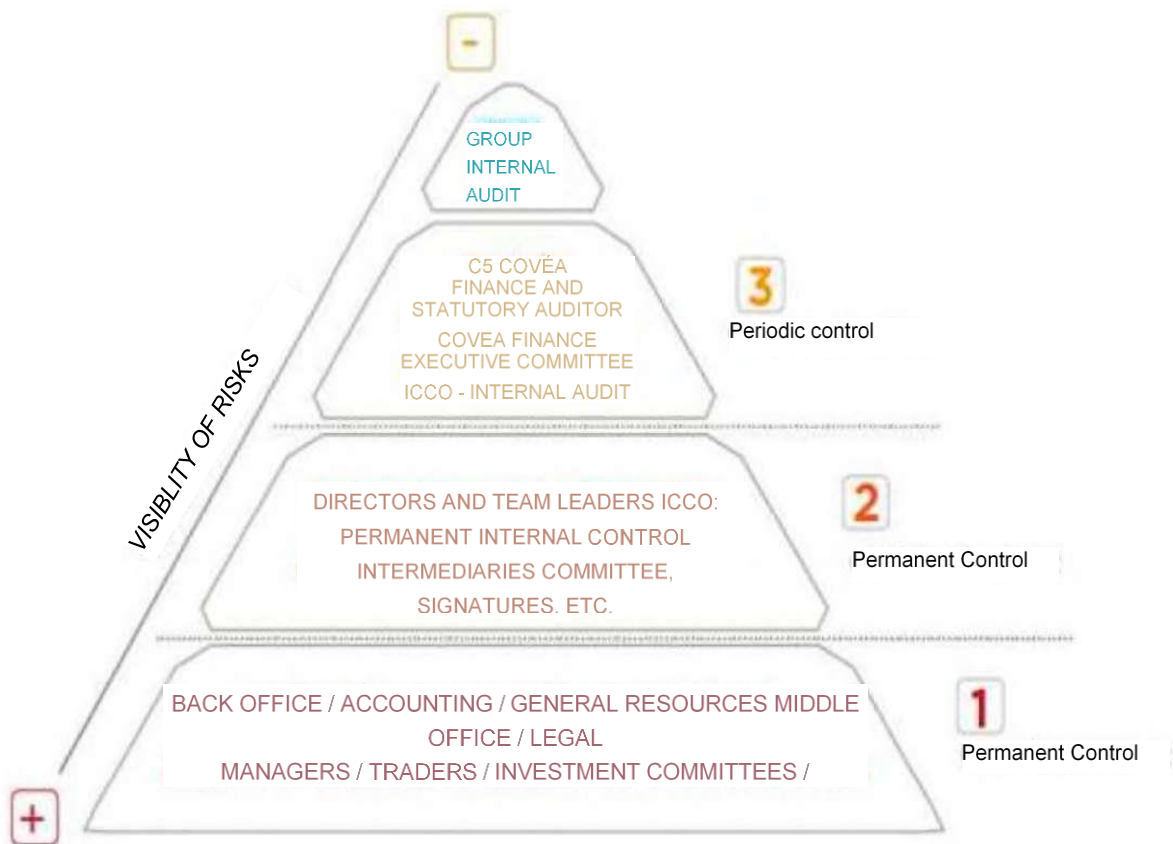 -
GROUP
INTERNAL
AUDIT
C5 COVÉA
FINANCE AND
STATUTORY AUDITOR
COVEA FINANCE
EXECUTIVE COMMITTEE
ICCO - INTERNAL AUDIT
3
Periodic control
VISIBLITY OF RISKS
DIRECTORS AND TEAM LEADERS ICCO:
PERMANENT INTERNAL CONTROL
INTERMEDIARIES COMMITTEE,
SIGNATURES. ETC.
2
Permanent Control
BACK OFFICE / ACCOUNTING / GENERAL RESOURCES MIDDLE
OFFICE / LEGAL
MANAGERS / TRADERS / INVESTMENT COMMITTEES /
1
Permanent Control
+